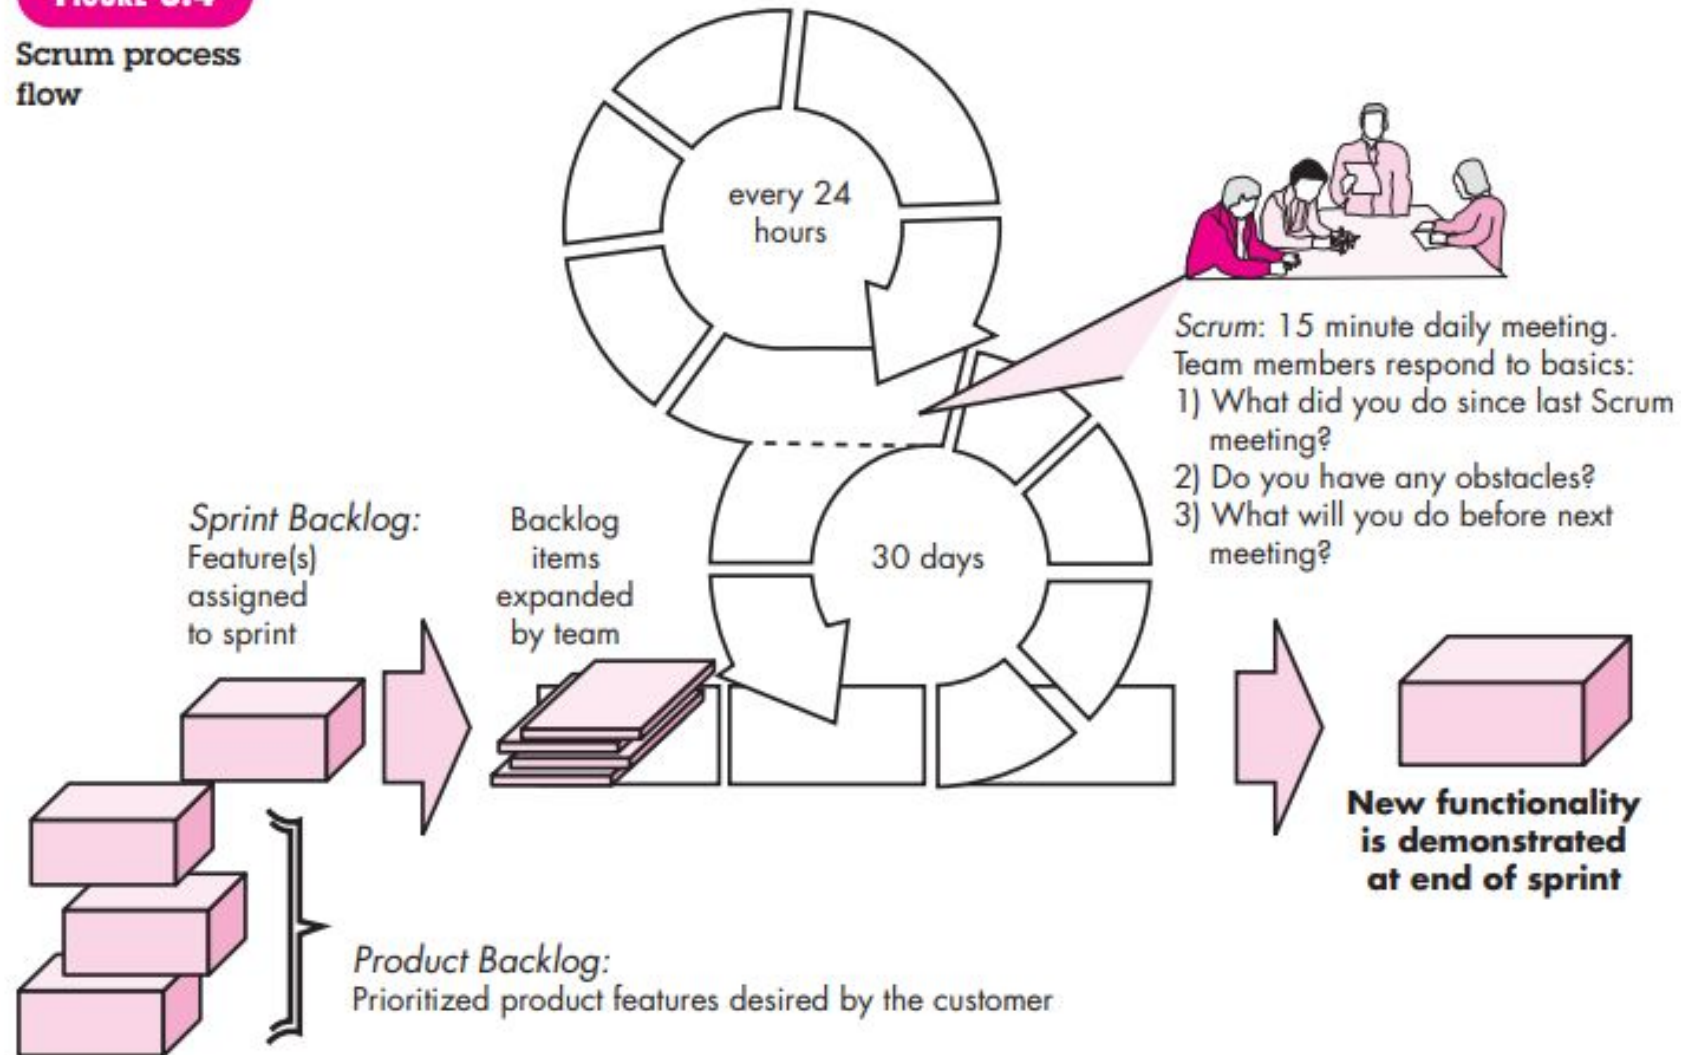 Scrum process
flow
every 24
hours
Scrum: 15 minute daily meeting.
Team members respond to basics:
1) What did you do since last Scrum
meeting?
2) Do you have any obstacles?
3) What will you do before next
meeting?
Sprint Backlog:
Feature(s)
assigned
to sprint
Backlog
items
expanded
by team
30 days
New functionality
is demonstrated
at end of sprint
Product Backlog:
Prioritized product features desired by the customer